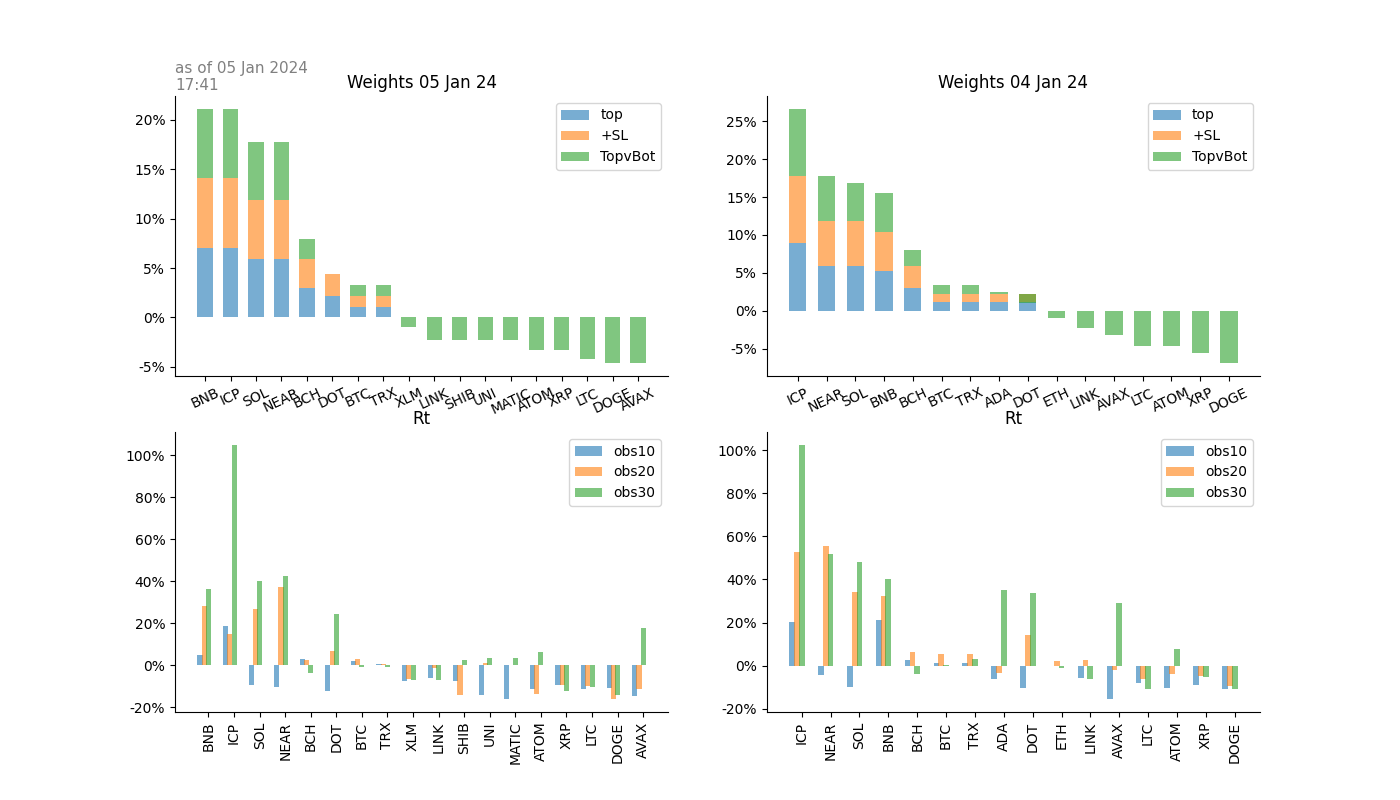 as of 05 Jan 2024
17:41
Weights 05 Jan 24
20%
15%
10%
5%
0%
-5%
top
+SL
TopvBot
BNB ICP SOL NEAR BCH DOT BTC TRX XLM LINK SHIB UNI MATIC ATOM XRP LTC DOGE AVAX
Weights 04 Jan 24
25%
20%
15%
10%
5%
0%
-5%
top
+SL
TopvBot
ICP NEAR SOL BNB BCH BTC TRX ADA DOT ETH LINK AVAX LTC ATOM XRP DOGE
Rt
100%
80%
60%
40%
20%
0%
-20%
obs10
obs20
obs30
BNB ICP SOL NEAR BCH DOT BTC TRX XLM LINK SHIB UNI MATIC ATOM XRP LTC DOGE AVAX
Rt
100%
80%
60%
40%
20%
0%
-20%
obs10
obs20
obs30
ICP NEAR SOL BNB BCH BTC TRX ADA DOT ETH LINK AVAX LTC ATOM XRP DOGE